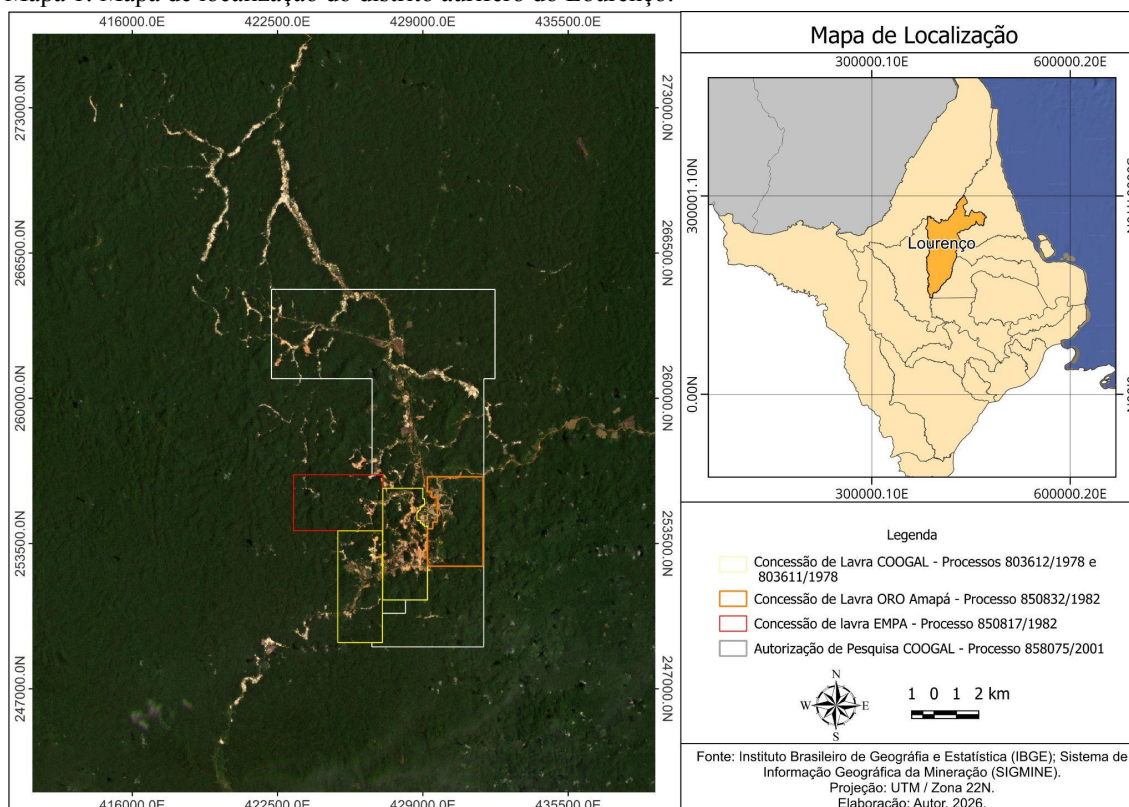 Mapa 1: Mapa de localização do distrito aurífero do Lourenço.
416000.0E 422500.0E 429000.0E 435500.0E
273000.0N
266500.0N
260000.0N
253500.0N
247000.0N
273000.0N
266500.0N
260000.0N
253500.0N
247000.0N
416000.0E 422500.0E 429000.0E 435500.0E
Mapa de Localização
300000.10E 600000.20E
300001.11N
0.00N
Lourenço
300000.10E 600000.20E
Legenda
Concessão de Lavra COOGAL - Processos 803612/1978 e
803611/1978
Concessão de Lavra ORO Amapá - Processo 850832/1982
Concessão de lavra EMPA - Processo 850817/1982
Autorização de Pesquisa COOGAL - Processo 858075/2001
N
W E
S
1 0 1 2 km
Fonte: Instituto Brasileiro de Geográfia e Estatística (IBGE); Sistema de
Informação Geográfica da Mineração (SIGMINE).
Projeção: UTM / Zona 22N.
Elaboração: Autor, 2026.